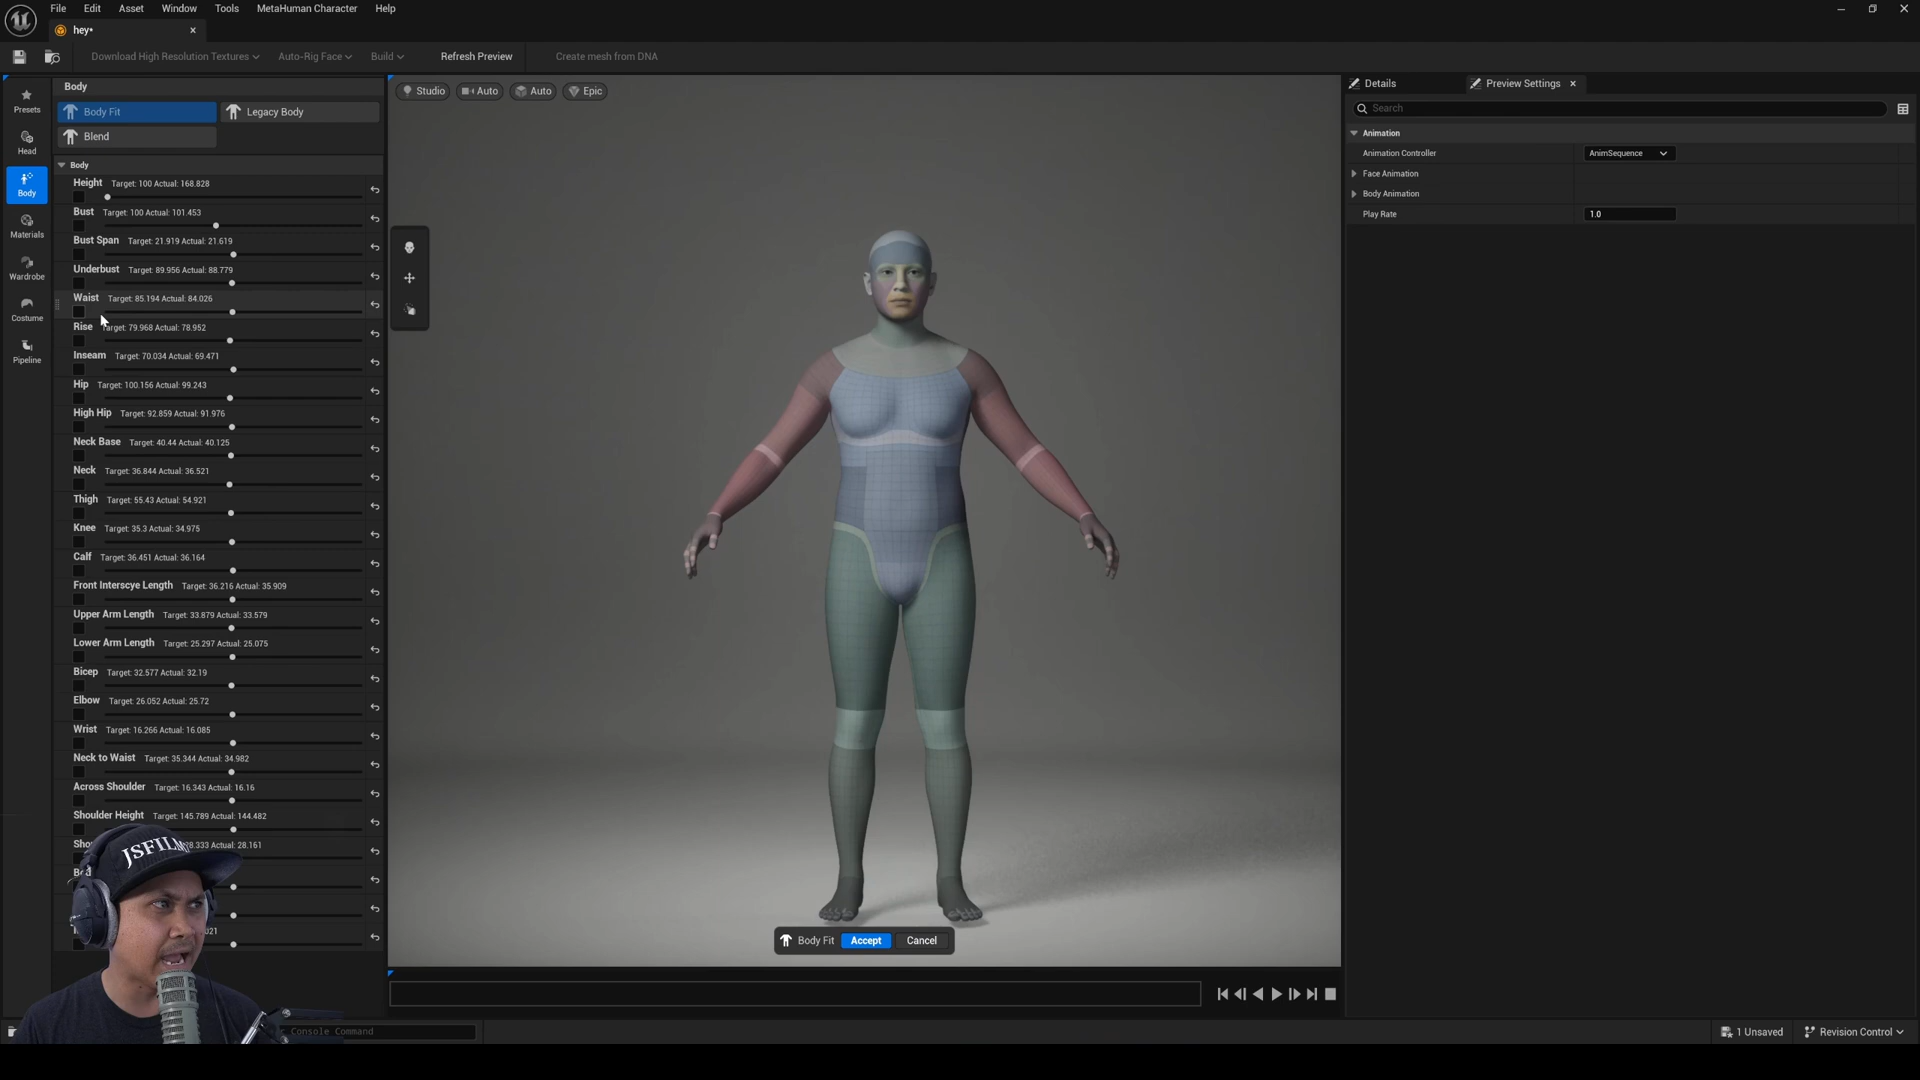 File Edit Asset Window Tools MetaHuman Character Help
hey•
Download High Resolution Textures Auto-Rig Face Build Refresh Preview Create mesh from DNA
Presets
Head
Body
Materials
Wardrobe
Costume
Pipeline
Body
Body Fit Legacy Body
Blend
Body
Height Target: 100 Actual: 168.828
Bust Target: 100 Actual: 101.453
Bust Span Target: 21.919 Actual: 21.619
Underbust Target: 89.956 Actual: 88.779
Waist Target: 85.194 Actual: 84.026
Rise Target: 79.968 Actual: 78.952
Inseam Target: 70.034 Actual: 69.471
Hip Target: 100.156 Actual: 99.243
High Hip Target: 92.859 Actual: 91.976
Neck Base Target: 40.44 Actual: 40.125
Neck Target: 36.844 Actual: 36.521
Thigh Target: 55.43 Actual: 54.921
Knee Target: 35.3 Actual: 34.975
Calf Target: 36.451 Actual: 36.164
Front Interscye Length Target: 36.216 Actual: 35.909
Upper Arm Length Target: 33.879 Actual: 33.579
Lower Arm Length Target: 25.297 Actual: 25.075
Bicep Target: 32.577 Actual: 32.19
Elbow Target: 26.052 Actual: 25.72
Wrist Target: 16.266 Actual: 16.085
Neck to Waist Target: 35.344 Actual: 34.982
Across Shoulder Target: 16.343 Actual: 16.16
Shoulder Height Target: 145.789 Actual: 144.482
28.333 Actual: 28.161
JSFILM
Console Command
Studio Auto Auto Epic
Body Fit Accept Cancel
Details Preview Settings
Search
Animation
Animation Controller AnimSequence
Face Animation
Body Animation
Play Rate 1.0
1 Unsaved Revision Control